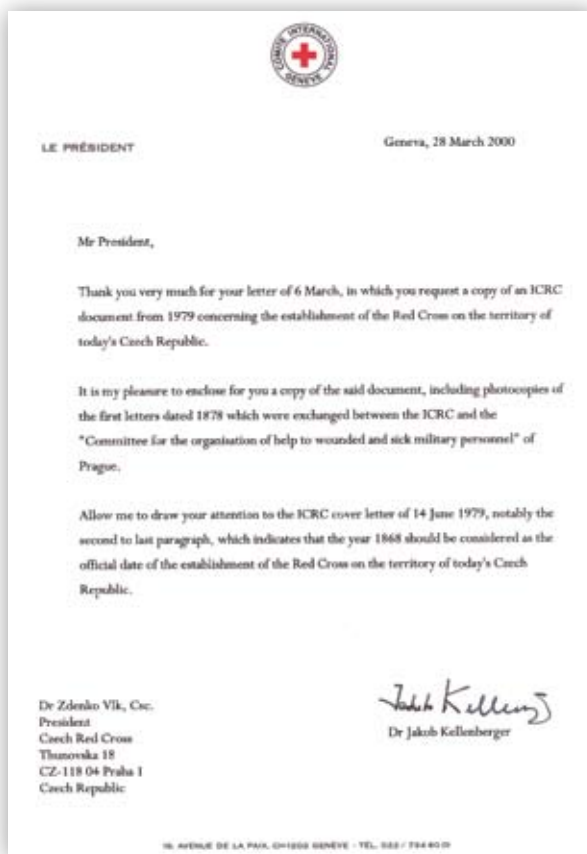 COMITÉ INTERNATIONAL GENÈVE
LE PRÉSIDENT
Geneva, 28 March 2000
Mr President,
Thank you very much for your letter of 6 March, in which you request a copy of an ICRC
document from 1979 concerning the establishment of the Red Cross on the territory of
today's Czech Republic.
It is my pleasure to enclose for you a copy of the said document, including photocopies of
the first letters dated 1878 which were exchanged between the ICRC and the
"Committee for the organisation of help to wounded and sick military personnel" of
Prague.
Allow me to draw your attention to the ICRC cover letter of 14 June 1979, notably the
second to last paragraph, which indicates that the year 1868 should be considered as the
official date of the establishment of the Red Cross on the territory of today's Czech
Republic.
Dr Zdenko Vlk, Csc.
President
Czech Red Cross
Thunovska 18
CZ-118 04 Praha 1
Czech Republic
Jakob Kellenberger
Dr Jakob Kellenberger
19, AVENUE DE LA PAIX, CH-1202 GENÈVE - TÉL. 022 / 734 60 01